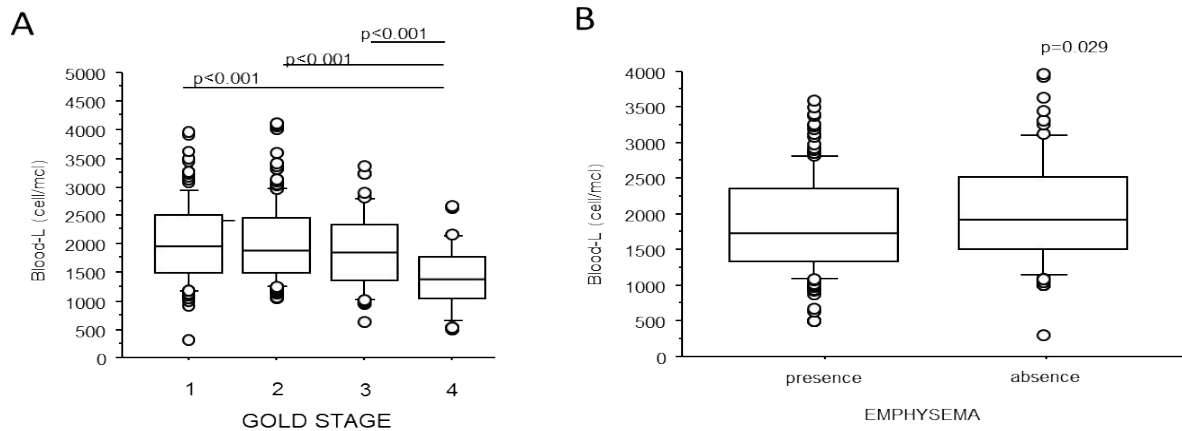 A
p<0.001
p<0.001
p<0.001
5000
4500
4000
3500
3000
2500
2000
1500
1000
500
0
Blood-L (cell/mcl)
1 2 3 4
GOLD STAGE
B
p=0.029
4000
3500
3000
2500
2000
1500
1000
500
0
Blood-L (cell/mcl)
presence absence
EMPHYSEMA